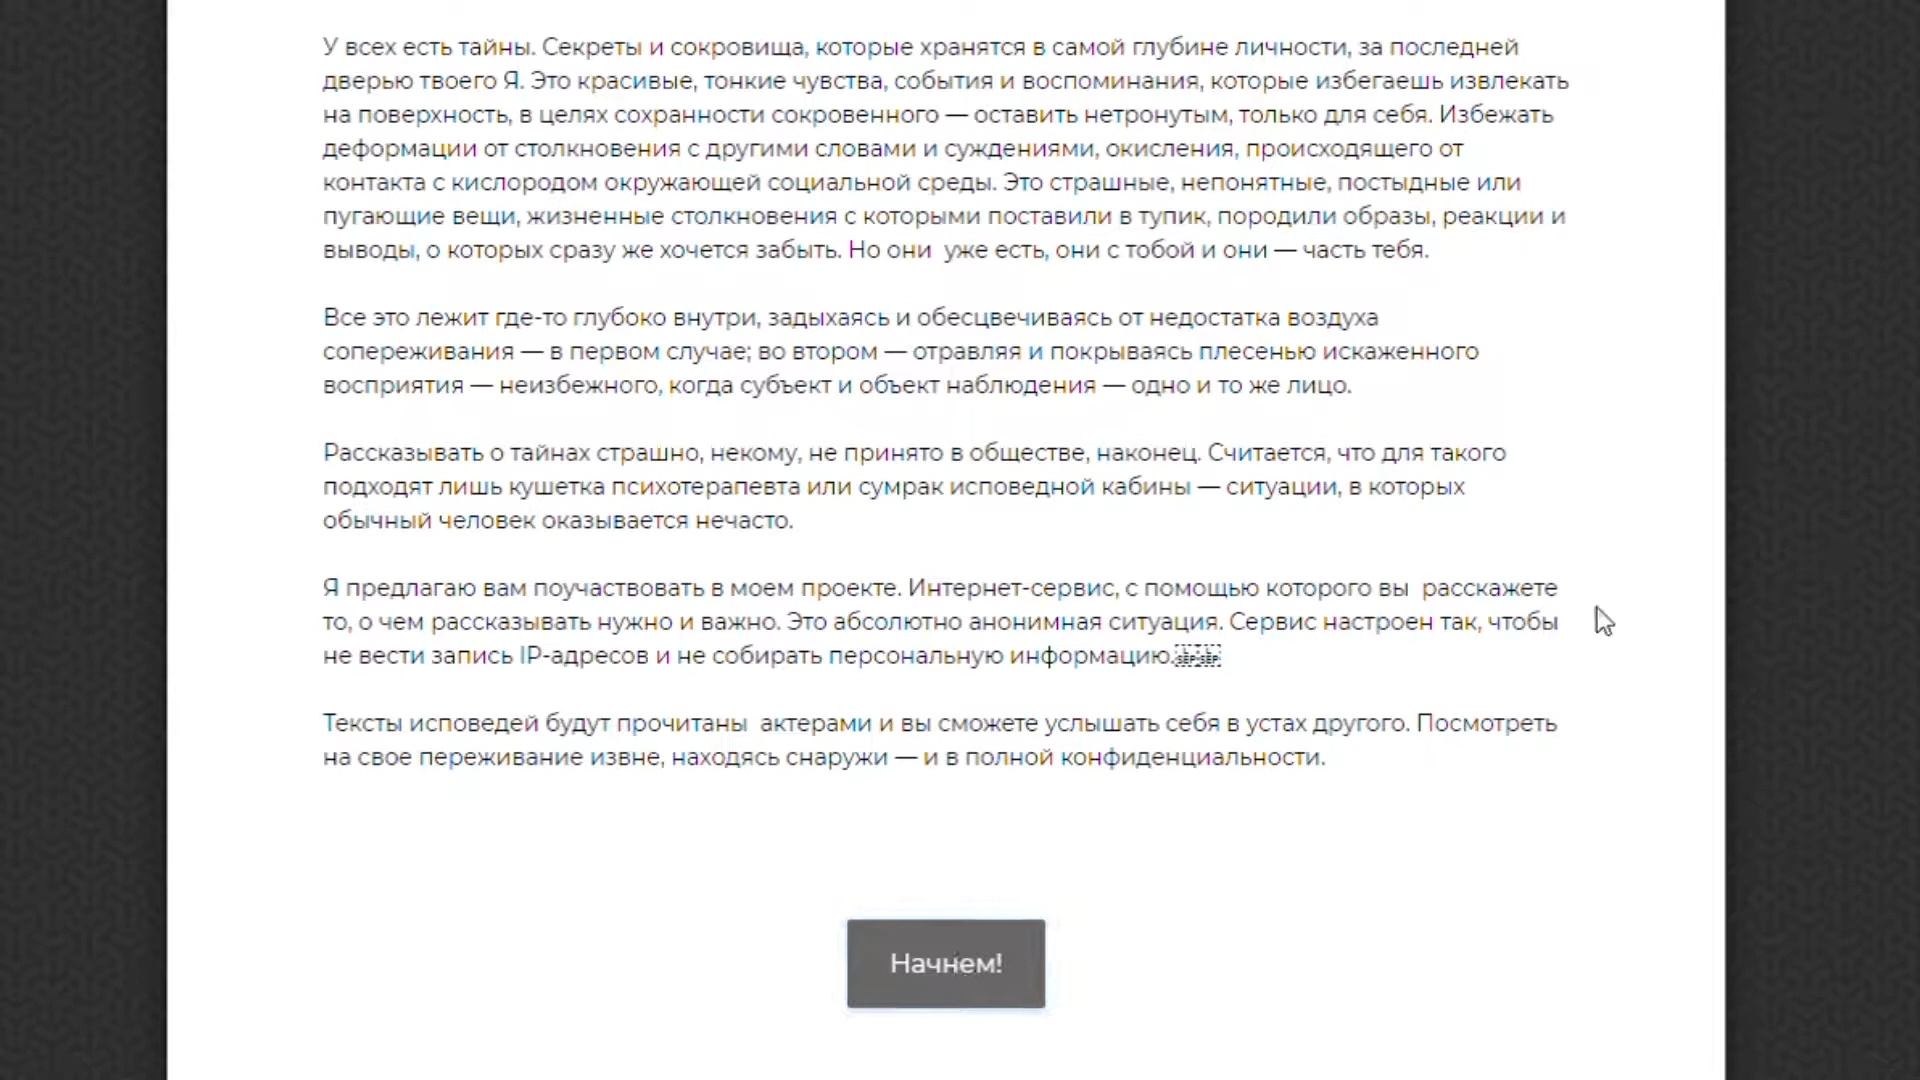 У всех есть тайны. Секреты и сокровища, которые хранятся в самой глубине личности, за последней
дверью твоего Я. Это красивые, тонкие чувства, события и воспоминания, которые избегаешь извлекать
на поверхность, в целях сохранности сокровенного — оставить нетронутым, только для себя. Избежать
деформации от столкновения с другими словами и суждениями, окисления, происходящего от
контакта с кислородом окружающей социальной среды. Это страшные, непонятные, постыдные или
пугающие вещи, жизненные столкновения с которыми поставили в тупик, породили образы, реакции и
выводы, о которых сразу же хочется забыть. Но они  уже есть, они с тобой и они — часть тебя.
Все это лежит где-то глубоко внутри, задыхаясь и обесцвечиваясь от недостатка воздуха
сопереживания — в первом случае; во втором — отравляя и покрываясь плесенью искаженного
восприятия — неизбежного, когда субъект и объект наблюдения — одно и то же лицо.
Рассказывать о тайнах страшно, некому, не принято в обществе, наконец. Считается, что для такого
подходят лишь кушетка психотерапевта или сумрак исповедной кабины — ситуации, в которых
обычный человек оказывается нечасто.
Я предлагаю вам поучаствовать в моем проекте. Интернет-сервис, с помощью которого вы  расскажете
то, о чем рассказывать нужно и важно. Это абсолютно анонимная ситуация. Сервис настроен так, чтобы
не вести запись IP-адресов и не собирать персональную информацию.
Тексты исповедей будут прочитаны  актерами и вы сможете услышать себя в устах другого. Посмотреть
на свое переживание извне, находясь снаружи — и в полной конфиденциальности.
Начнем!